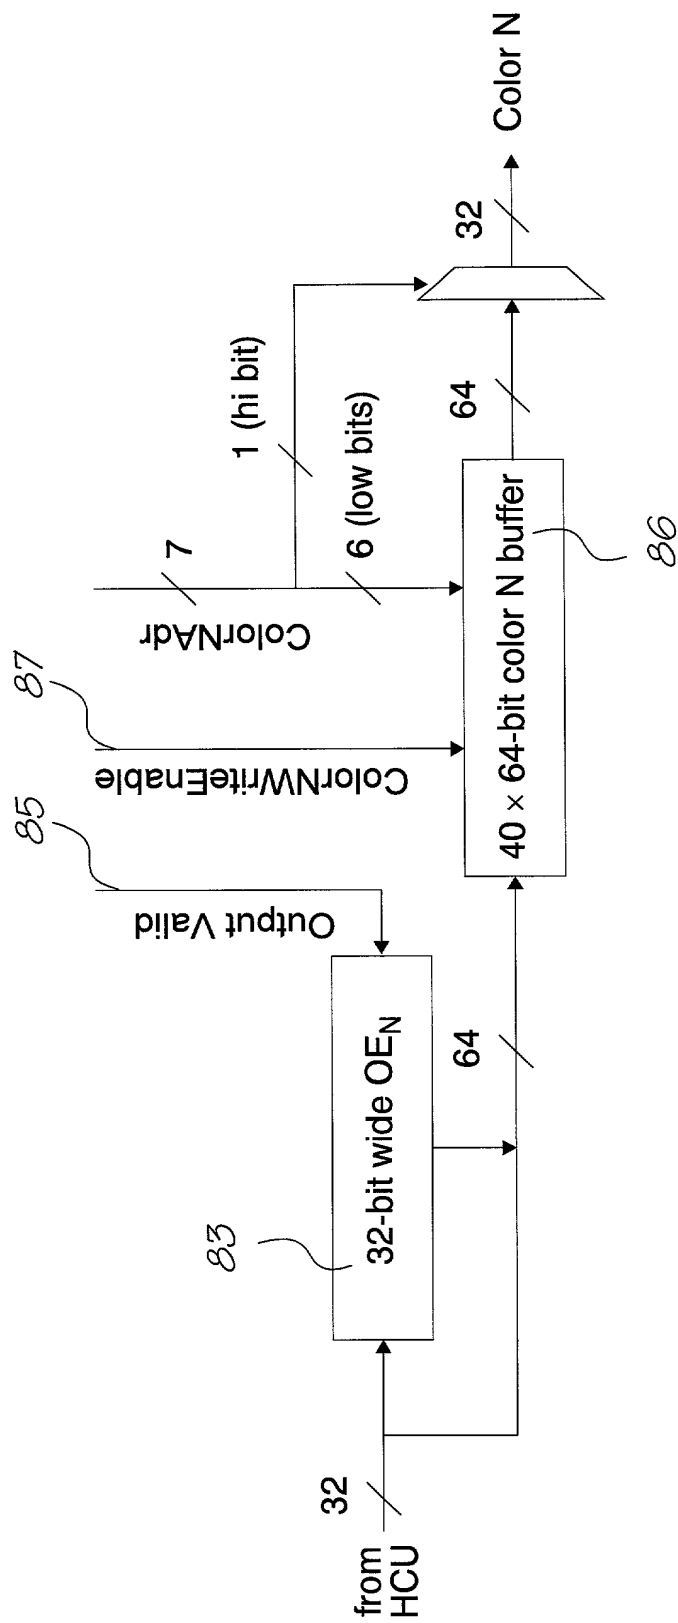 from
HCU
32
83
32-bit wide OE_N
Output Valid
85
64
ColorNWriteEnable
87
ColorNAdr
7
1 (hi bit)
6 (low bits)
40 × 64-bit color N buffer
86
64
32
Color N